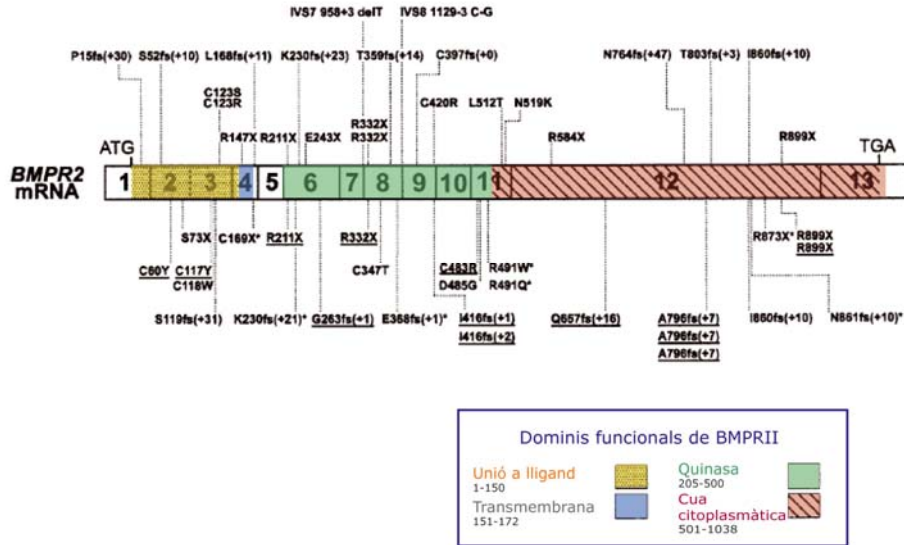 IVS7 958+3 delT IVS8 1129-3 C-G
P15fs(+30) S52fs(+10) L168fs(+11) K230fs(+23) T359fs(+14) C397fs(+0) N764fs(+47) T803fs(+3) I860fs(+10)
C123S
C123R
C420R L512T N519K
R332X
R147X R211X E243X R332X R584X R899X
ATG TGA
BMPR2
mRNA
1 2 3 4 5 6 7 8 9 10 11 12 13
S73X C169X* R211X R332X R491W* R873X* R899X
R899X
C60Y C117Y C347T C483R
C118W D485G R491Q*
S119fs(+31) K230fs(+21)* G263fs(+1) E368fs(+1)* I416fs(+1) Q657fs(+16) A796fs(+7) I860fs(+10) N861fs(+10)*
I416fs(+2) A796fs(+7)
A796fs(+7)
Dominis funcionals de BMPRII
Unió a lligand
1-150
Quinasa
205-500
Transmembrana
151-172
Cua
citoplasmàtica
501-1038